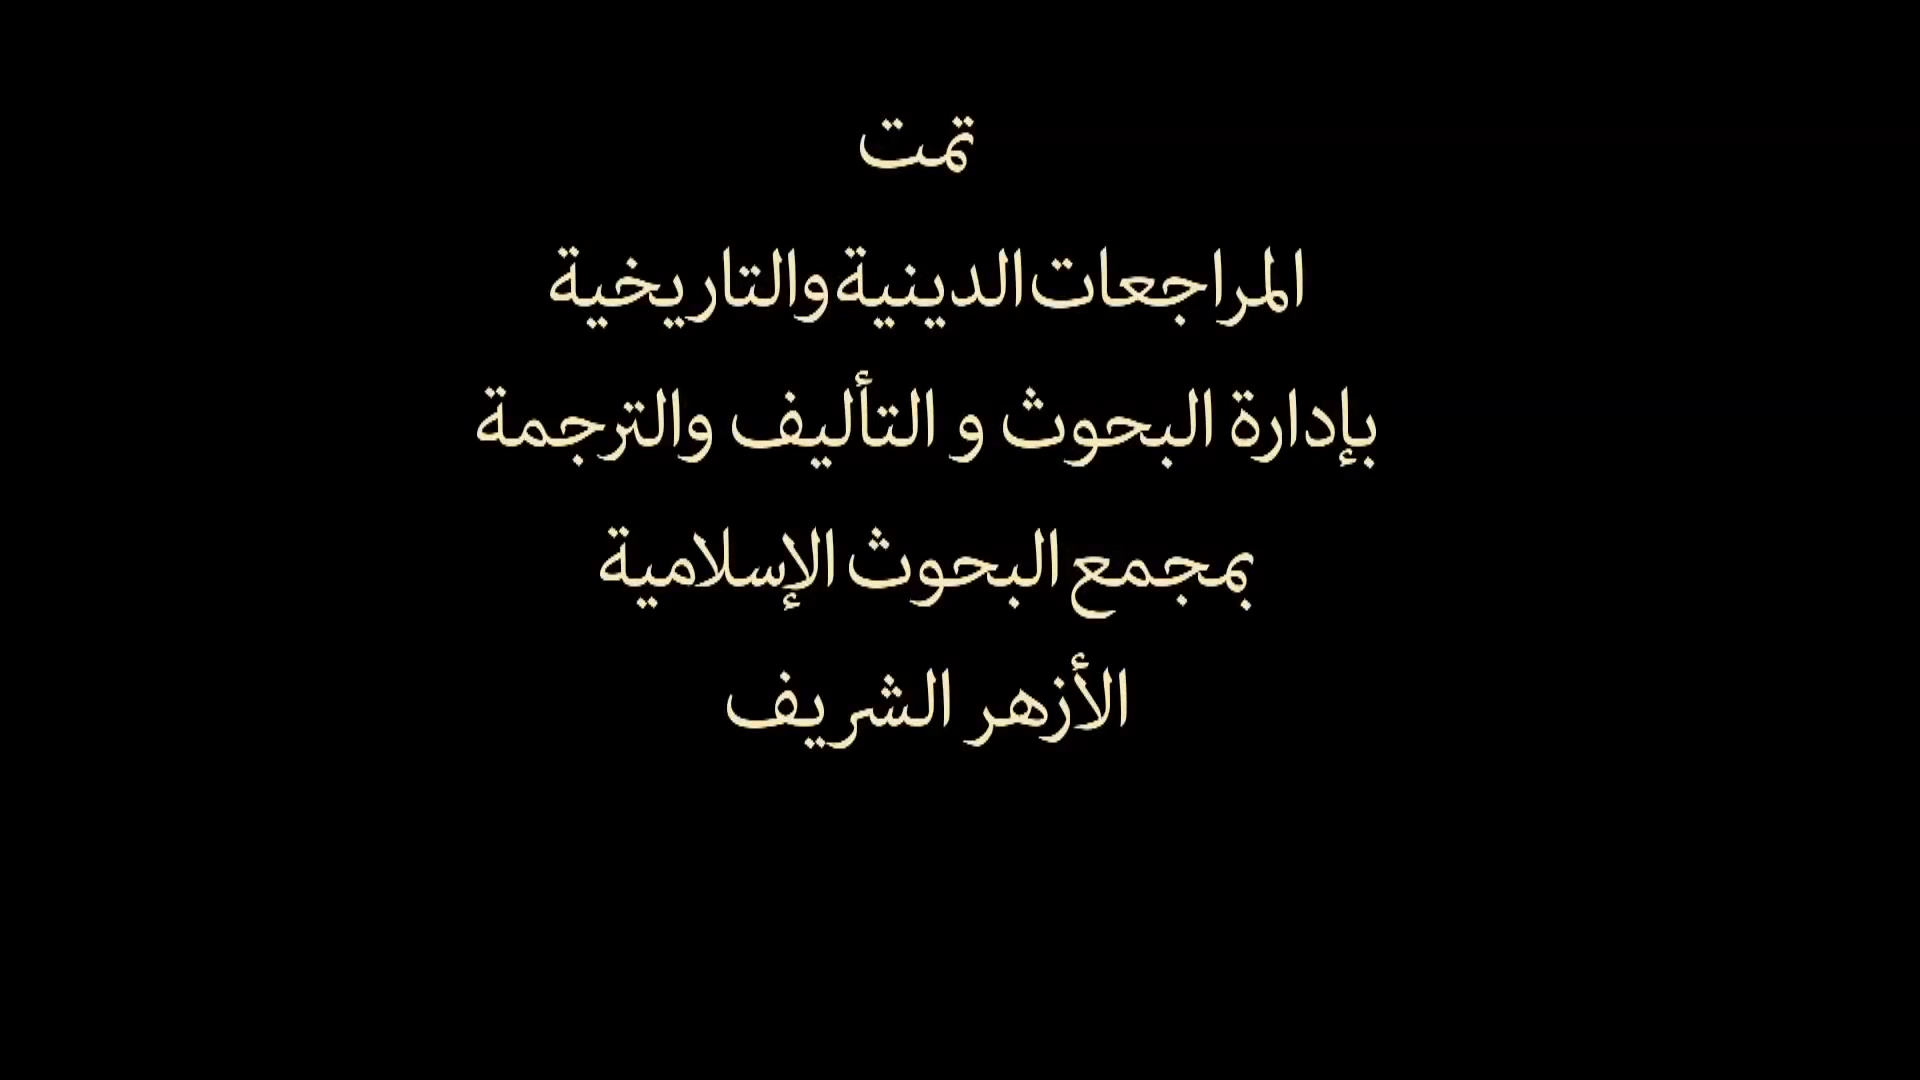 تمت
المراجعات الدينية والتاريخية
بإدارة البحوث و التأليف والترجمة
بمجمع البحوث الإسلامية
الأزهر الشريف